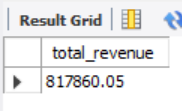 Result Grid
total_revenue
817860.05